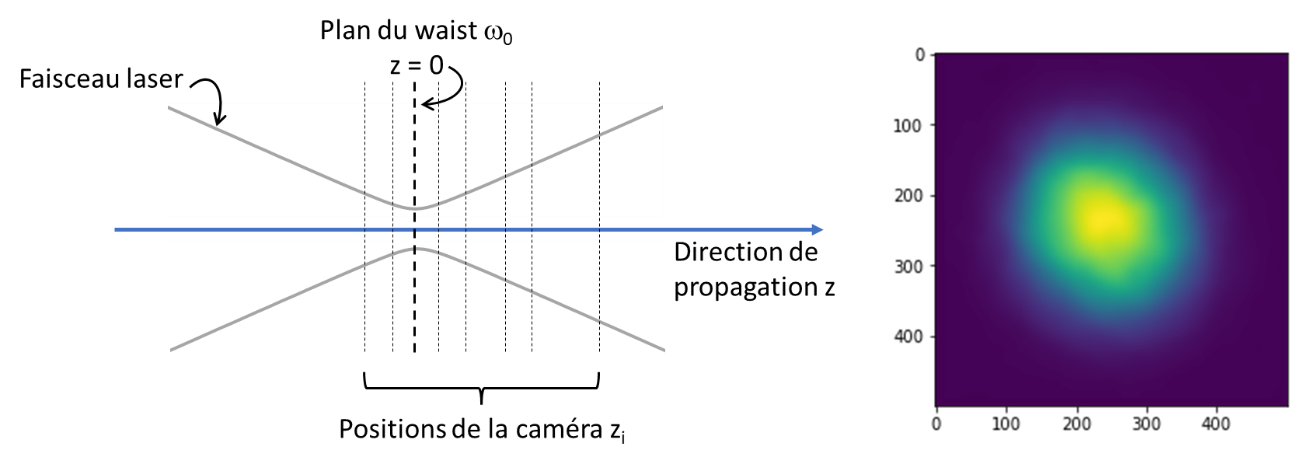 Plan du waist ω0
z = 0
Faisceau laser
Direction de
propagation z
Positions de la caméra zi
0
100
200
300
400
0
100
200
300
400